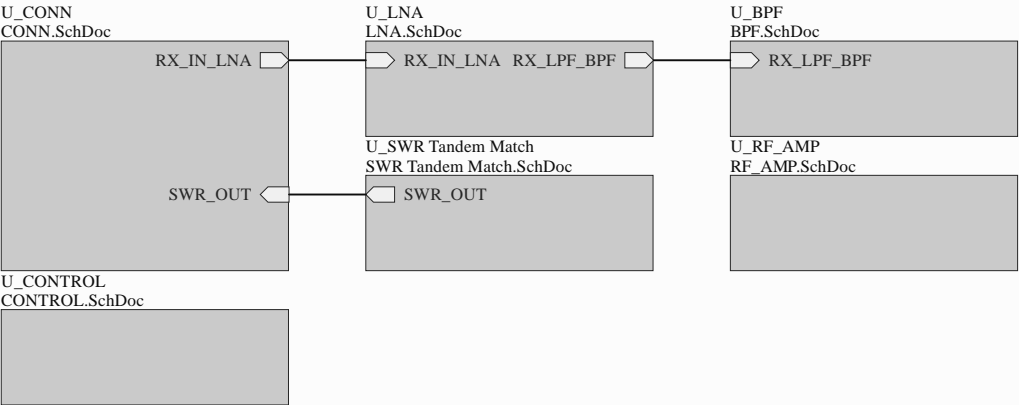 U_CONN
CONN.SchDoc
RX_IN_LNA
SWR_OUT
U_LNA
LNA.SchDoc
RX_IN_LNA RX_LPF_BPF
U_SWR Tandem Match
SWR Tandem Match.SchDoc
SWR_OUT
U_BPF
BPF.SchDoc
RX_LPF_BPF
U_RF_AMP
RF_AMP.SchDoc
U_CONTROL
CONTROL.SchDoc